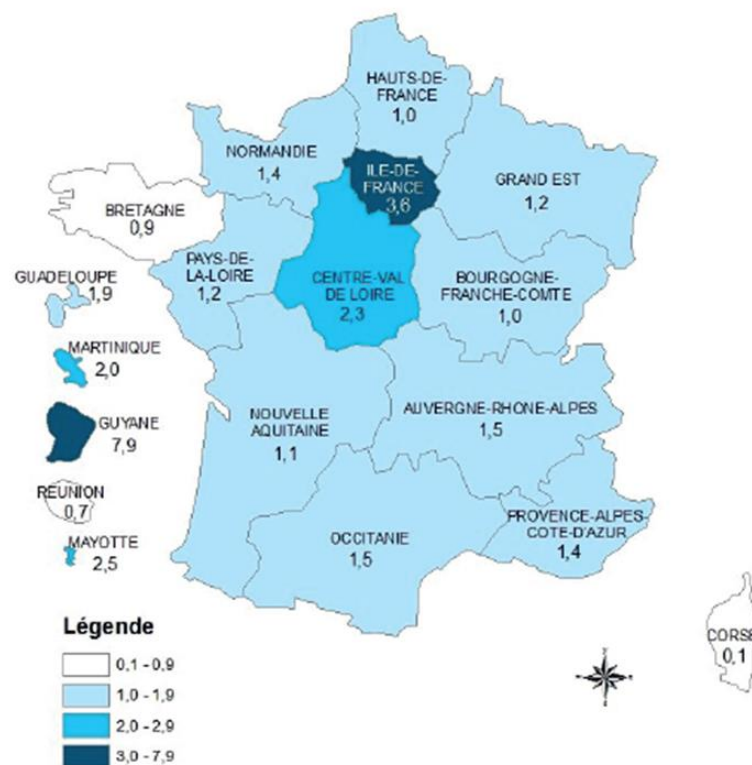 HAUTS-DE-
FRANCE
1,0
NORMANDIE
1,4
ILE-DE-
FRANCE
3,6
GRAND EST
1,2
BRETAGNE
0,9
PAYS-DE-
LA-LOIRE
1,2
CENTRE-VAL
DE LOIRE
2,3
BOURGOGNE-
FRANCHE-COMTE
1,0
GUADELOUPE
1,9
MARTINIQUE
2,0
GUYANE
7,9
REUNION
0,7
MAYOTTE
2,5
NOUVELLE
AQUITAINE
1,1
AUVERGNE-RHONE-ALPES
1,5
OCCITANIE
1,5
PROVENCE-ALPES-
COTE-D'AZUR
1,4
CORSE
0,1
Légende
0,1 - 0,9
1,0 - 1,9
2,0 - 2,9
3,0 - 7,9